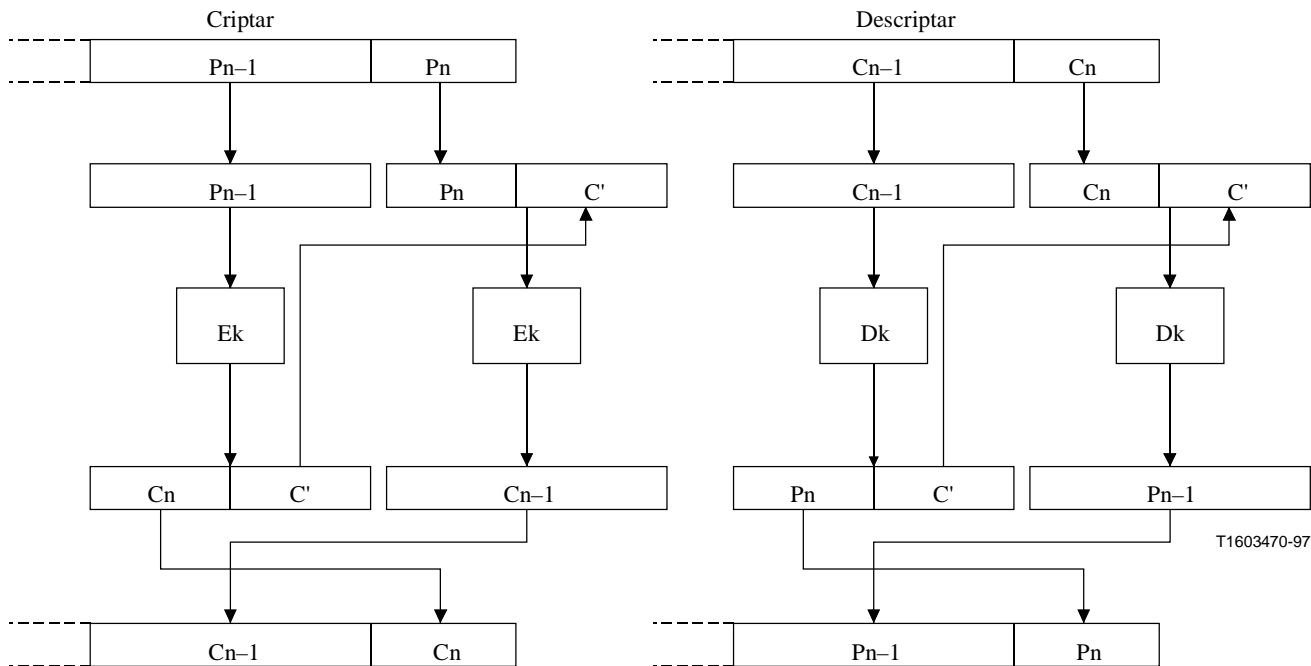 Criptar Descriptar
Pn–1 Pn Cn–1 Cn
Pn–1 Pn C' Cn–1 Cn C'
Ek Ek Dk Dk
Cn C' Cn–1 Pn C' Pn–1
T1603470-97
Cn–1 Cn Pn–1 Pn